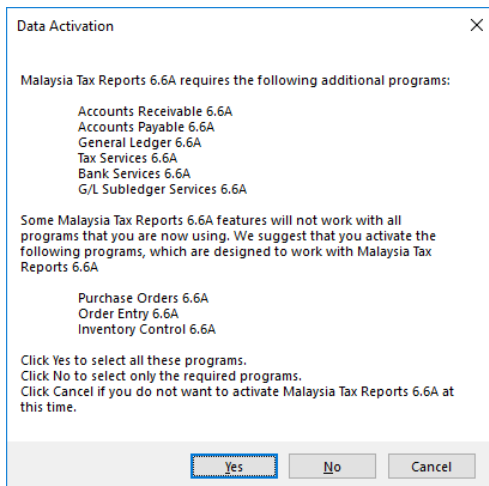 Data Activation
Malaysia Tax Reports 6.6A requires the following additional programs:
Accounts Receivable 6.6A
Accounts Payable 6.6A
General Ledger 6.6A
Tax Services 6.6A
Bank Services 6.6A
G/L Subledger Services 6.6A
Some Malaysia Tax Reports 6.6A features will not work with all
programs that you are now using. We suggest that you activate the
following programs, which are designed to work with Malaysia Tax
Reports 6.6A
Purchase Orders 6.6A
Order Entry 6.6A
Inventory Control 6.6A
Click Yes to select all these programs.
Click No to select only the required programs.
Click Cancel if you do not want to activate Malaysia Tax Reports 6.6A at
this time.
Yes No Cancel